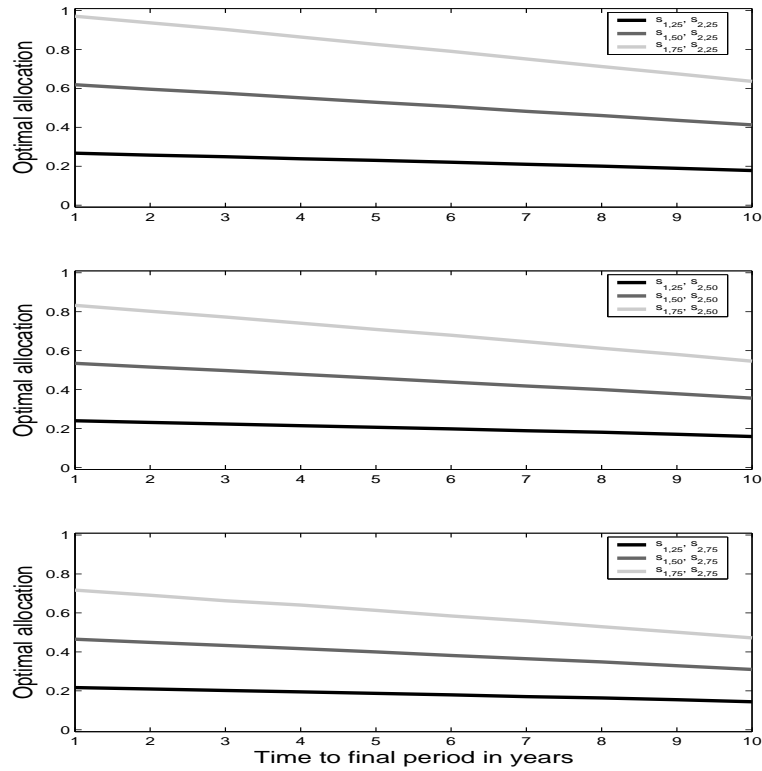 Optimal allocation
1
0.8
0.6
0.4
0.2
0
s1,25, s2,25
s1,50, s2,25
s1,75, s2,25
1 2 3 4 5 6 7 8 9 10
Optimal allocation
1
0.8
0.6
0.4
0.2
0
s1,25, s2,50
s1,50, s2,50
s1,75, s2,50
1 2 3 4 5 6 7 8 9 10
Optimal allocation
1
0.8
0.6
0.4
0.2
0
s1,25, s2,75
s1,50, s2,75
s1,75, s2,75
1 2 3 4 5 6 7 8 9 10
Time to final period in years